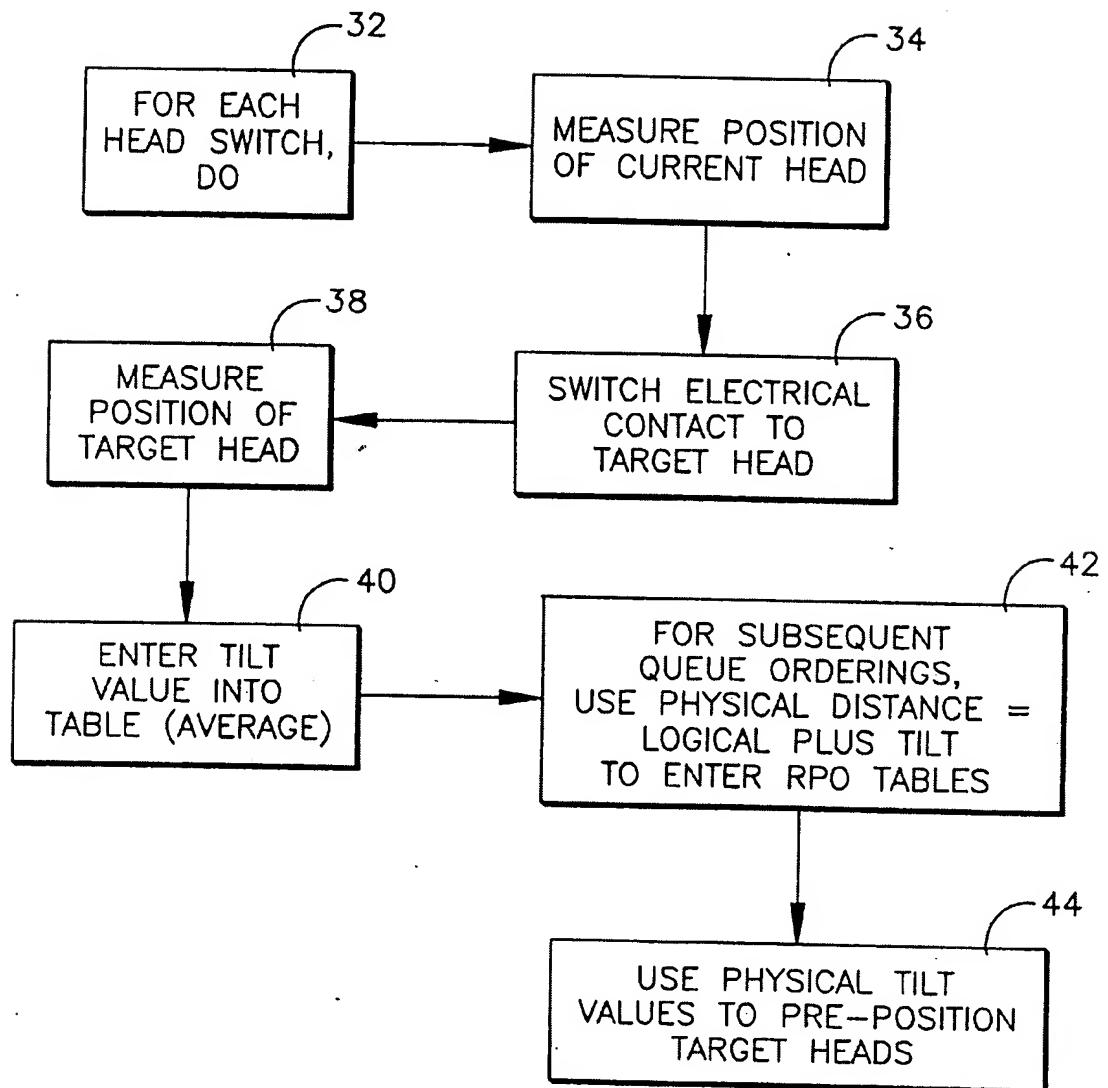 32
FOR EACH
HEAD SWITCH,
DO
34
MEASURE POSITION
OF CURRENT HEAD
36
SWITCH ELECTRICAL
CONTACT TO
TARGET HEAD
38
MEASURE
POSITION OF
TARGET HEAD
40
ENTER TILT
VALUE INTO
TABLE (AVERAGE)
42
FOR SUBSEQUENT
QUEUE ORDERINGS,
USE PHYSICAL DISTANCE =
LOGICAL PLUS TILT
TO ENTER RPO TABLES
44
USE PHYSICAL TILT
VALUES TO PRE-POSITION
TARGET HEADS